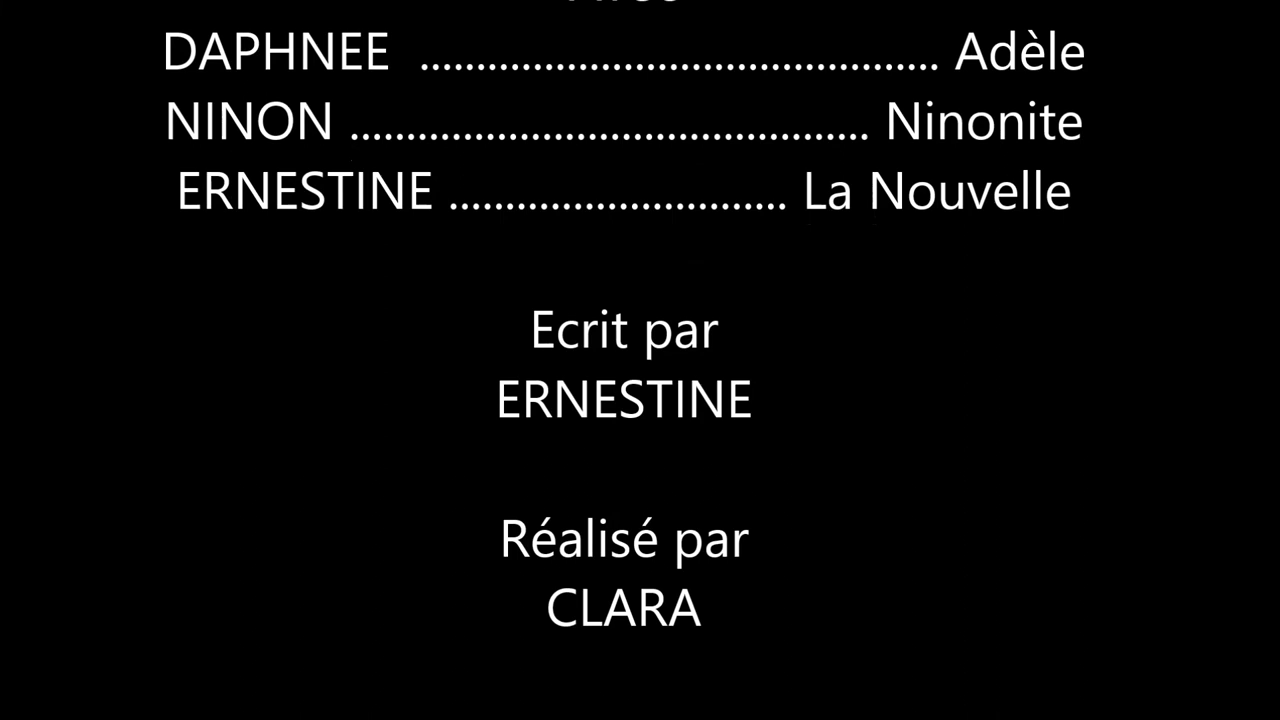 DAPHNEE .............................................. Adèle
NINON .............................................. Ninonite
ERNESTINE .............................. La Nouvelle
Ecrit par
ERNESTINE
Réalisé par
CLARA